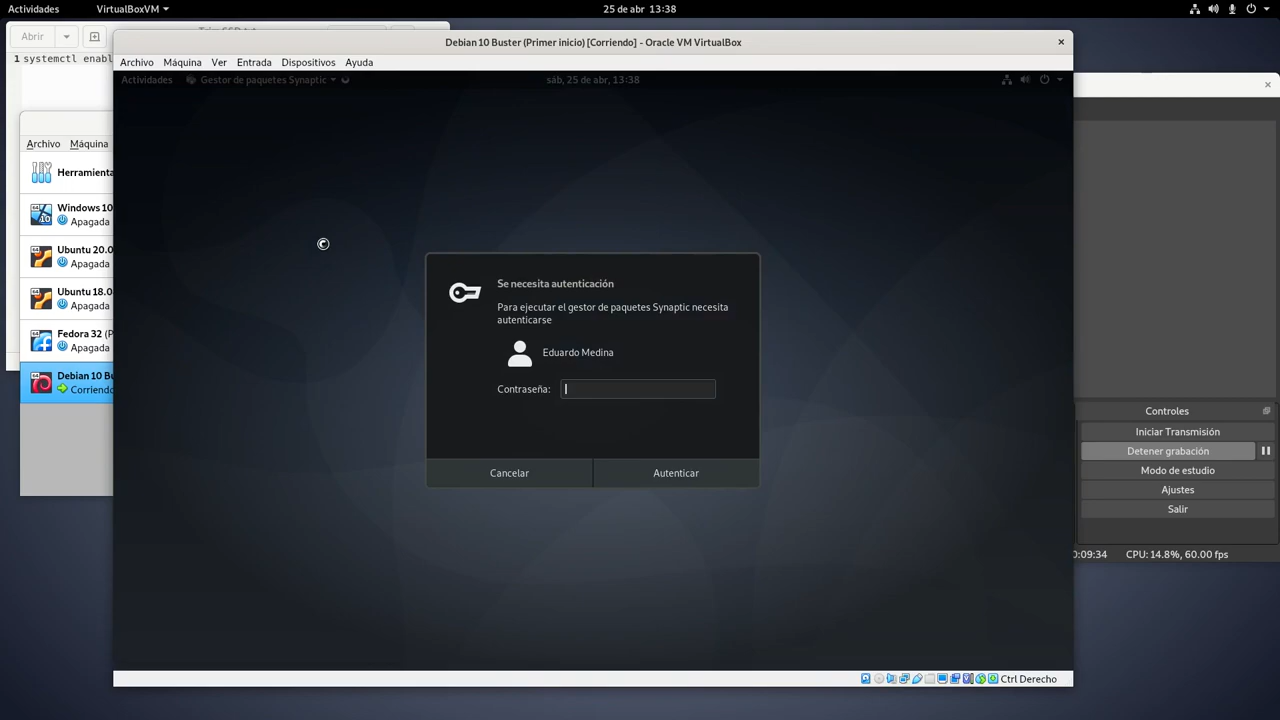 Actividades
VirtualBoxVM
25 de abr 13:38
Abrir
1 systemctl enabl
Debian 10 Buster (Primer inicio) [Corriendo] - Oracle VM VirtualBox
Archivo Máquina Ver Entrada Dispositivos Ayuda
Actividades
Gestor de paquetes Synaptic
sáb, 25 de abr, 13:38
Archivo Máquina
Herramienta
Windows 10
Apagada
Ubuntu 20.0
Apagada
Ubuntu 18.0
Apagada
Fedora 32 (P
Apagada
Debian 10 Bu
Corriendo
Se necesita autenticación
Para ejecutar el gestor de paquetes Synaptic necesita
autenticarse
Eduardo Medina
Contraseña:
Cancelar
Autenticar
Controles
Iniciar Transmisión
Detener grabación
Modo de estudio
Ajustes
Salir
0:09:34
CPU: 14.8%, 60.00 fps
Ctrl Derecho